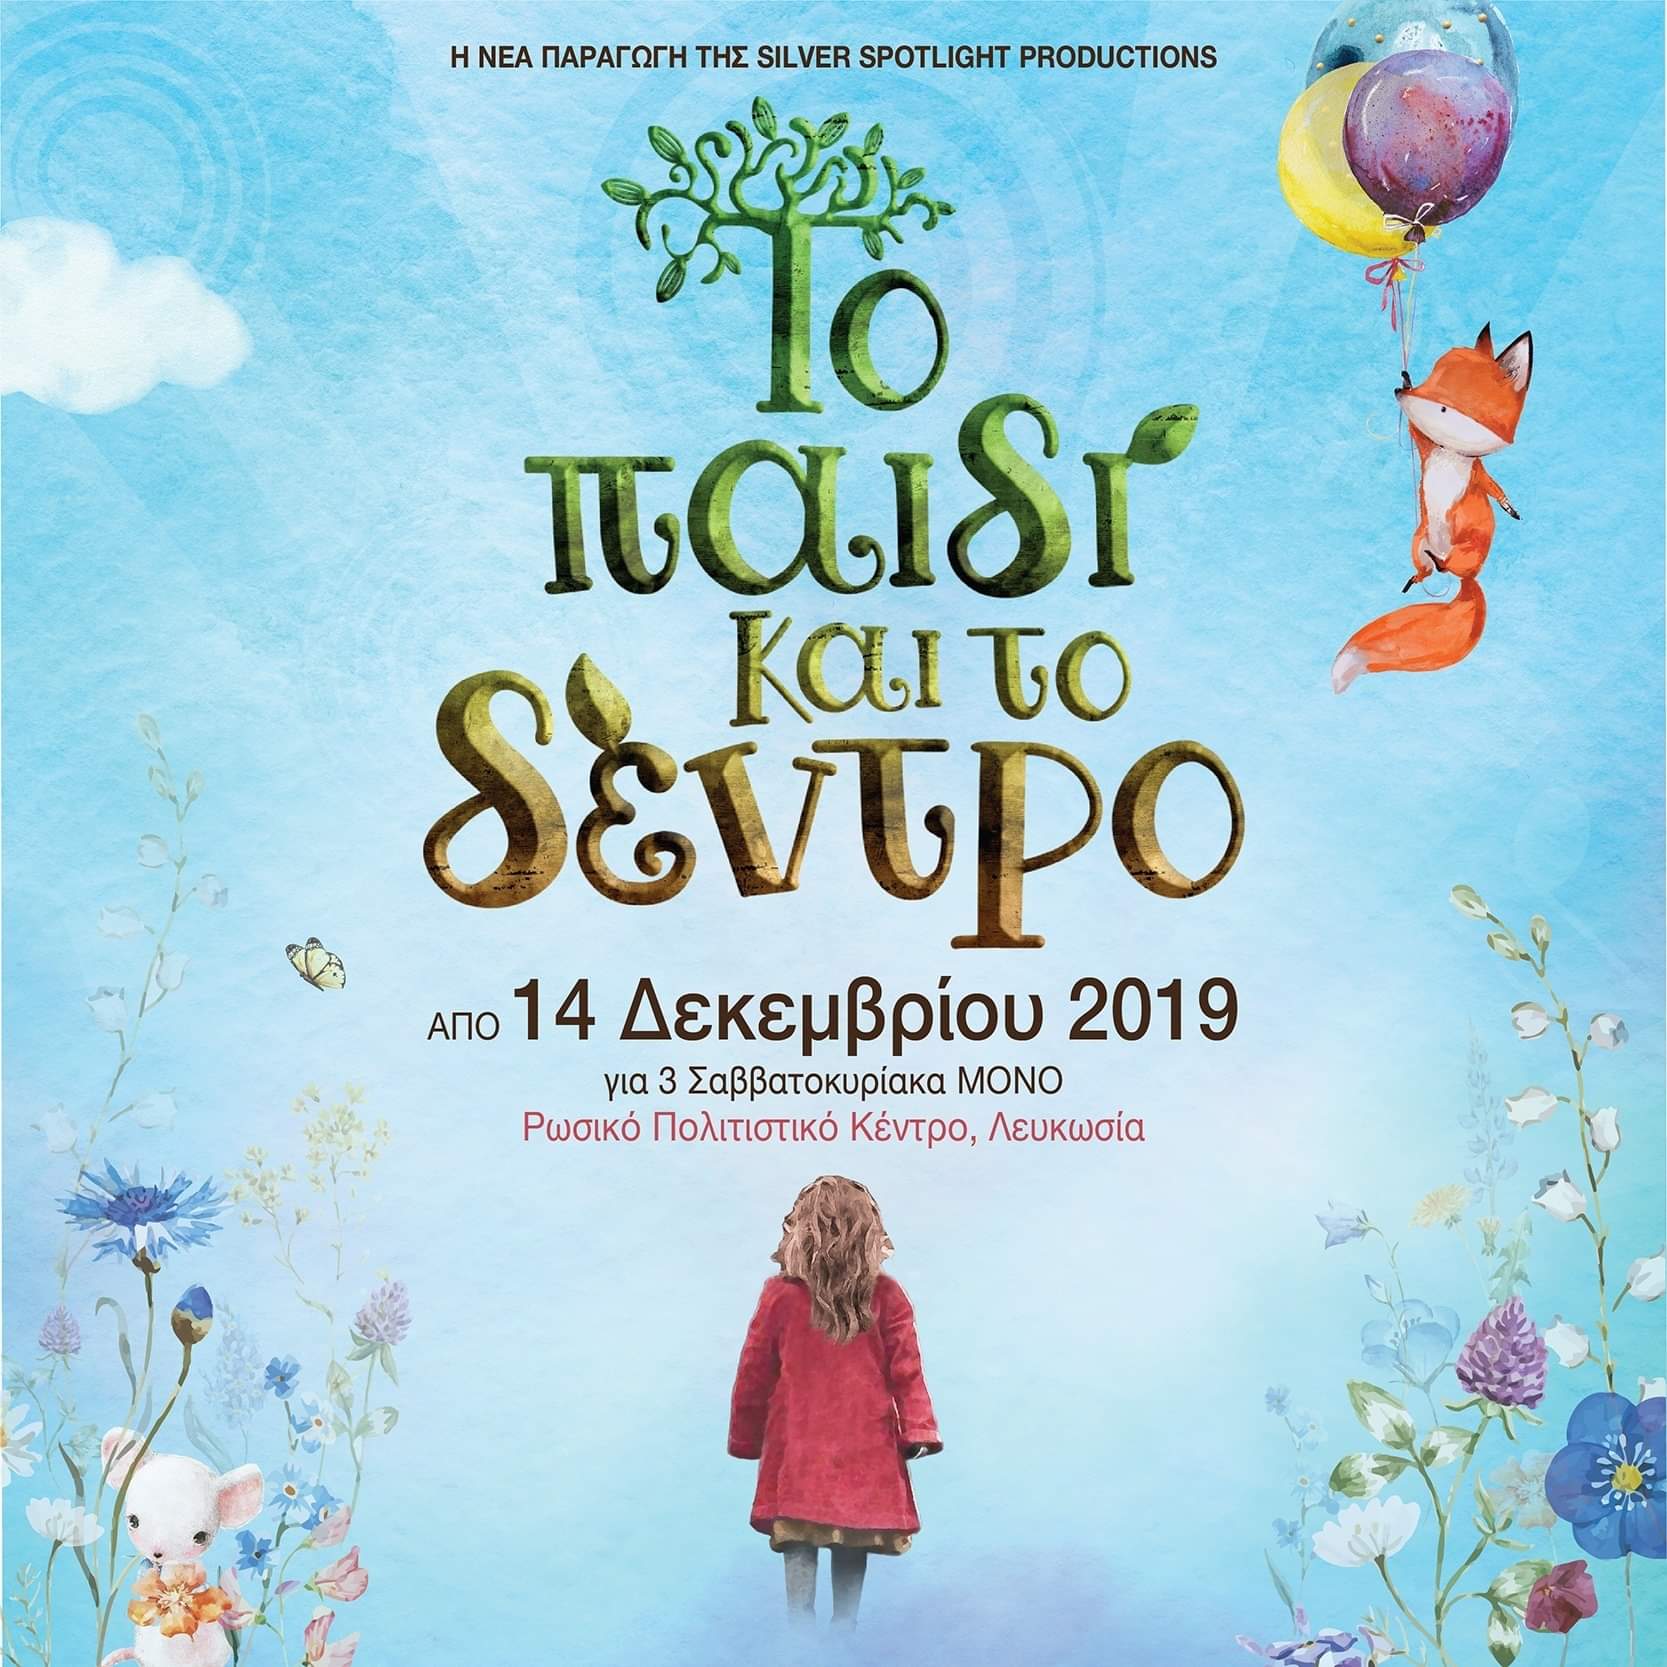 Η ΝΕΑ ΠΑΡΑΓΩΓΗ ΤΗΣ SILVER SPOTLIGHT PRODUCTIONS
Το
παιδί
και το
δέντρο
ΑΠΟ 14 Δεκεμβρίου 2019
για 3 Σαββατοκυρίακα ΜΟΝΟ
Ρωσικό Πολιτιστικό Κέντρο, Λευκωσία